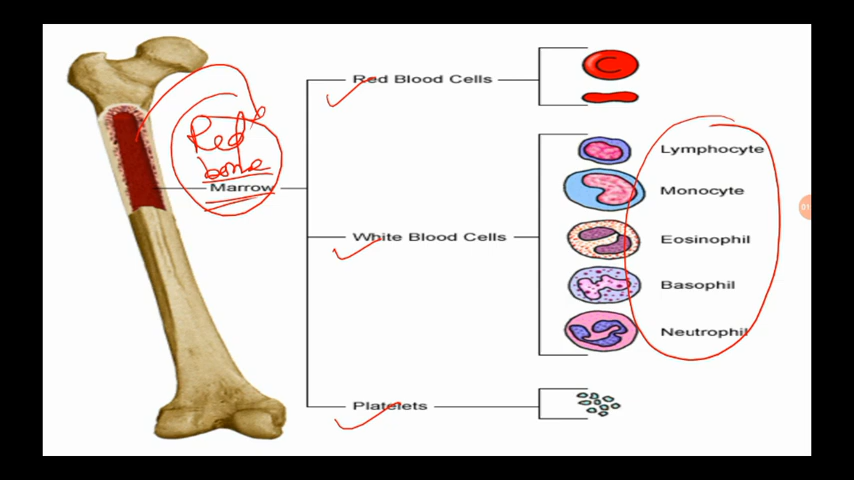 Red Blood Cells
Red
bone
Marrow
Lymphocyte
Monocyte
White Blood Cells
Eosinophil
Basophil
Neutrophil
Platelets